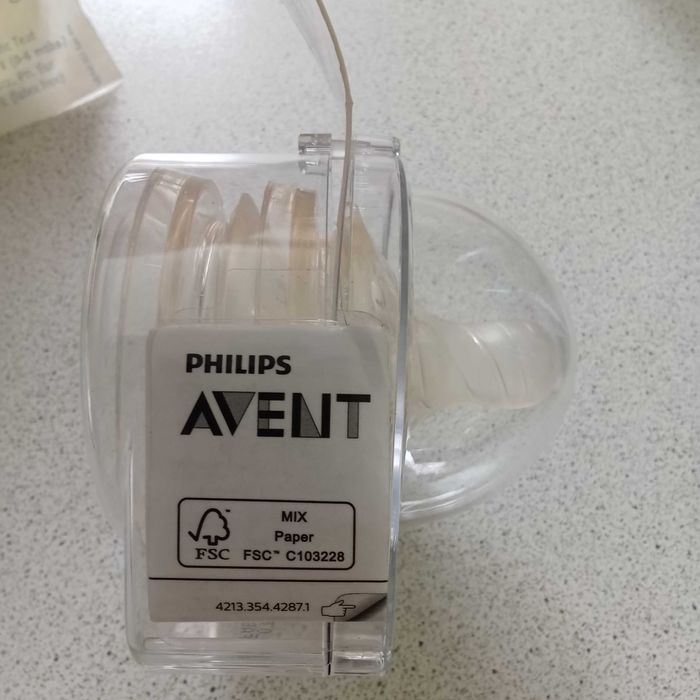 PHILIPS
AVENT
MIX
Paper
FSC™ C103228
FSC
4213.354.4287.1